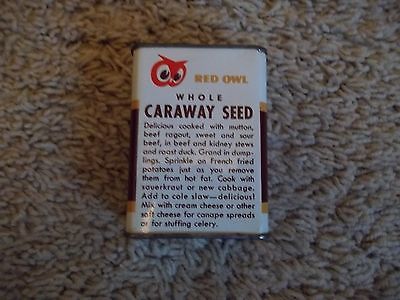 RED OWL
WHOLE
CARAWAY SEED
Delicious cooked with mutton,
beef ragout, sweet and sour
beef, in beef and kidney stews
and roast duck. Grand in dump-
lings. Sprinkle on French fried
potatoes just as you remove
them from hot fat. Cook with
sauerkraut or new cabbage.
Add to cole slaw—delicious!
Mix with cream cheese or other
soft cheese for canape spreads
or for stuffing celery.